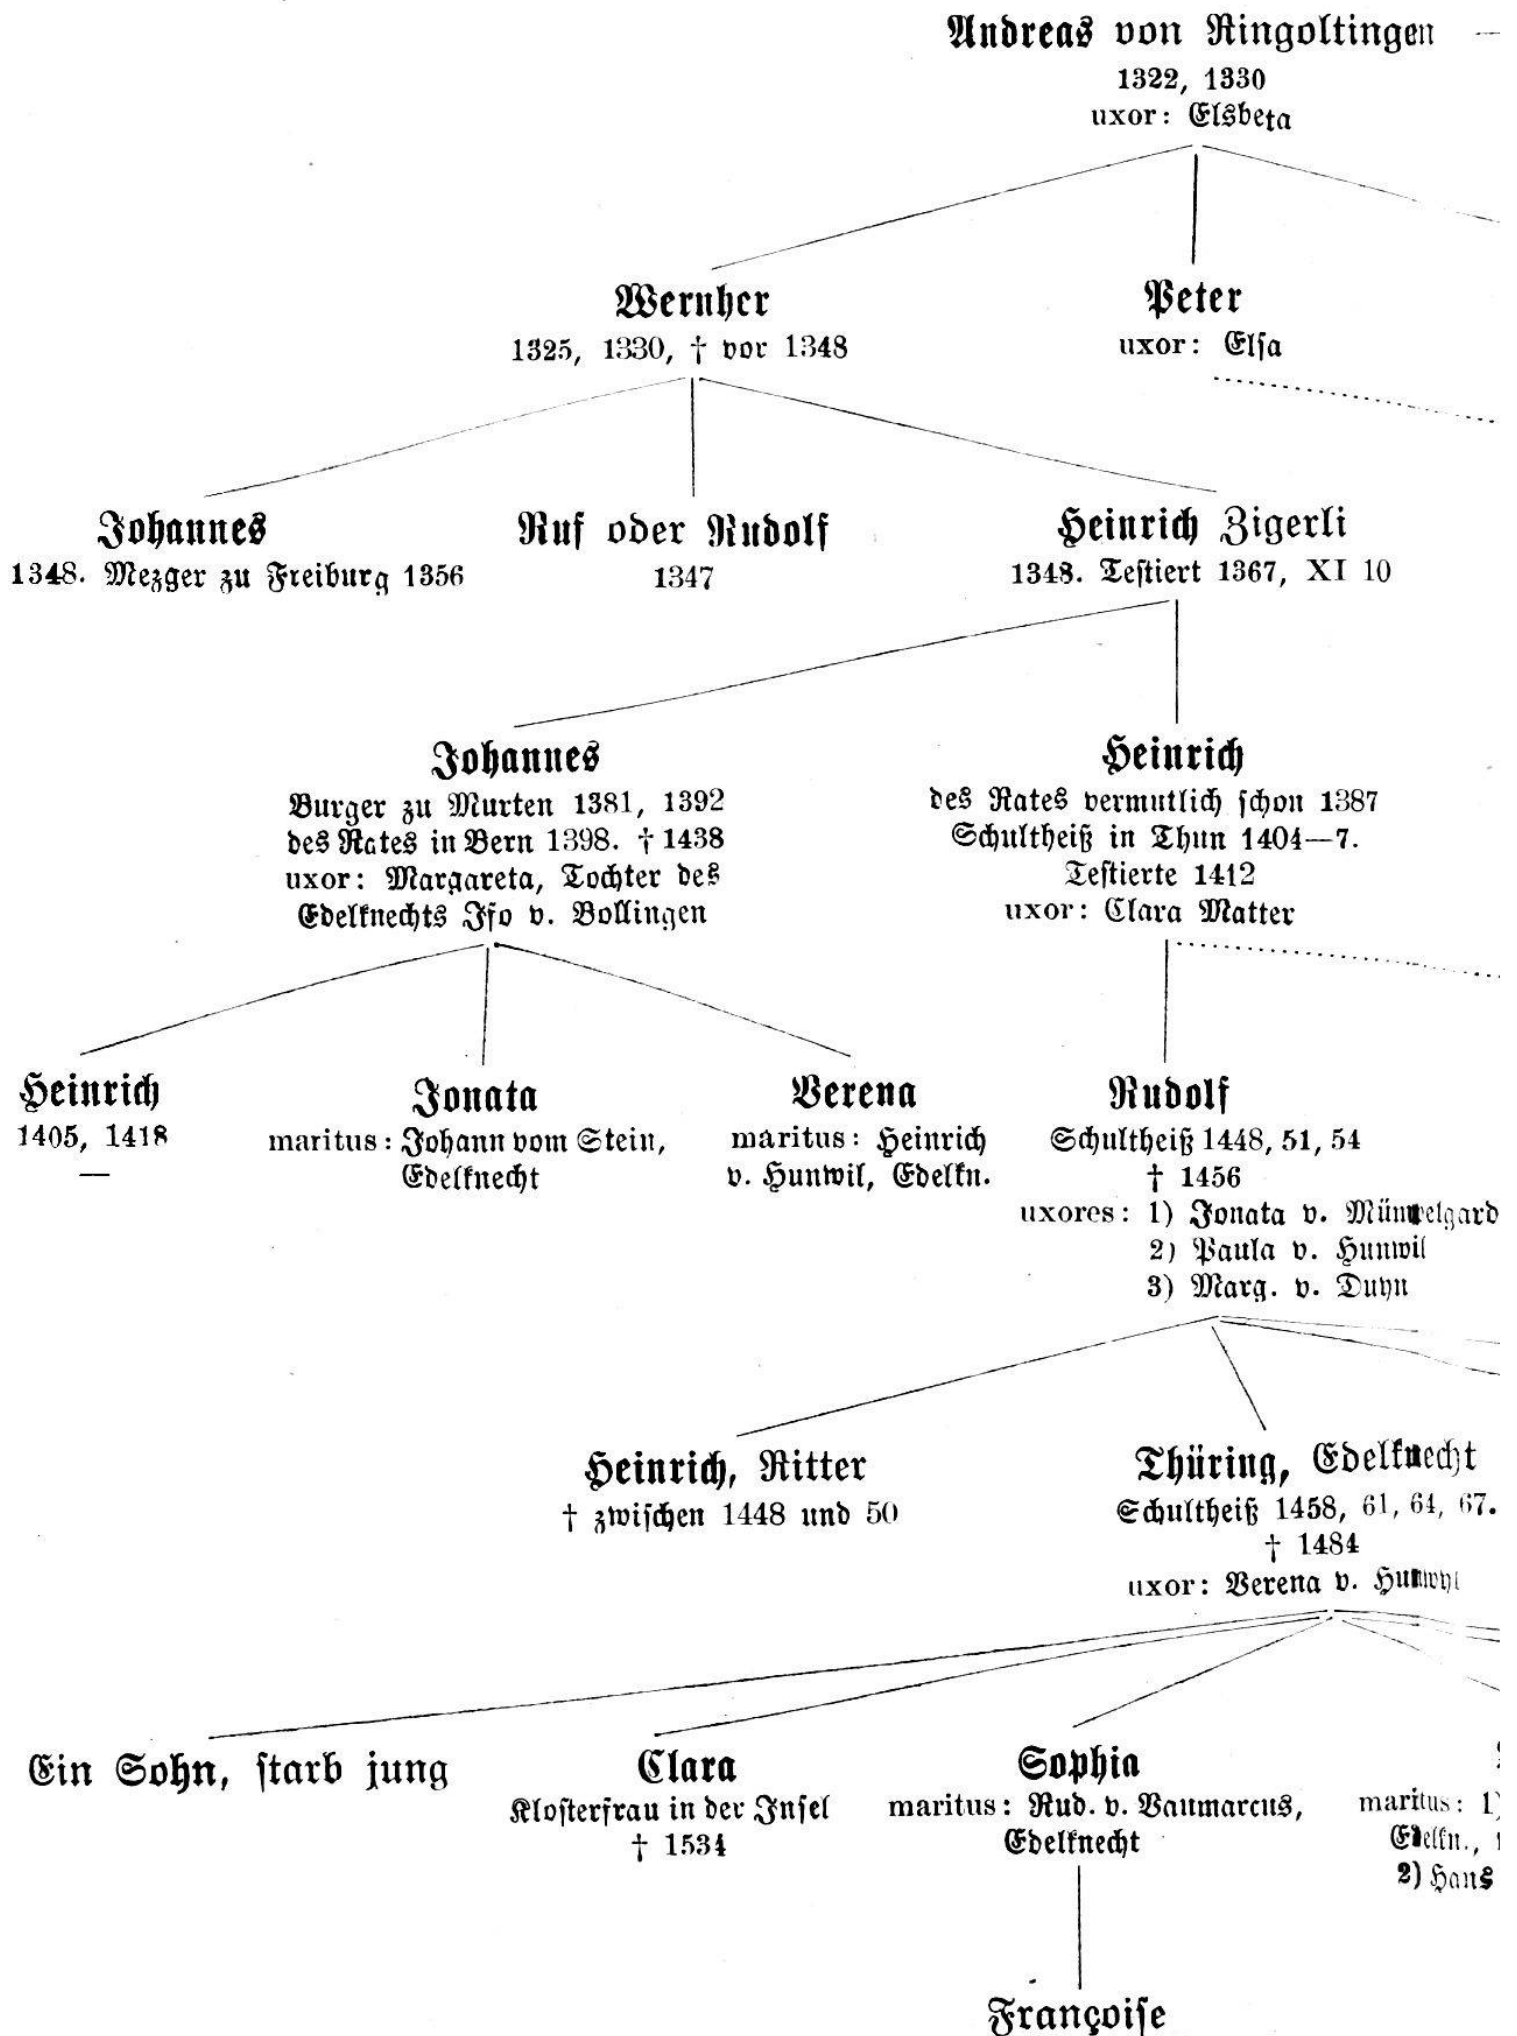 Andreas von Ringoltingen
1322, 1330
uxor: Elsbeta
Wernher
1325, 1330, † vor 1348
Peter
uxor: Elsa
Johannes
1348. Mezger zu Freiburg 1356
Ruf oder Rudolf
1347
Heinrich Zigerli
1348. Testiert 1367, XI 10
Johannes
Burger zu Murten 1381, 1392
des Rates in Bern 1398. † 1438
uxor: Margareta, Tochter des
Edelknechts Ifo v. Bollingen
Heinrich
des Rates vermutlich schon 1387
Schultheiß in Thun 1404—7.
Testierte 1412
uxor: Clara Matter
Heinrich
1405, 1418
—
Jonata
maritus: Johann vom Stein,
Edelknecht
Verena
maritus: Heinrich
v. Hunwil, Edelkn.
Rudolf
Schultheiß 1448, 51, 54
† 1456
uxores: 1) Jonata v. Münwelgard
2) Paula v. Hunwil
3) Marg. v. Duyn
Heinrich, Ritter
† zwischen 1448 und 50
Thüring, Edelknecht
Schultheiß 1458, 61, 64, 67.
† 1484
uxor: Verena v. Hunwyl
Ein Sohn, starb jung
Clara
Klosterfrau in der Insel
† 1534
Sophia
maritus: Rud. v. Vaumarcus,
Edelknecht
maritus: 1)
Edelkn.,
2) Hans
Françoise